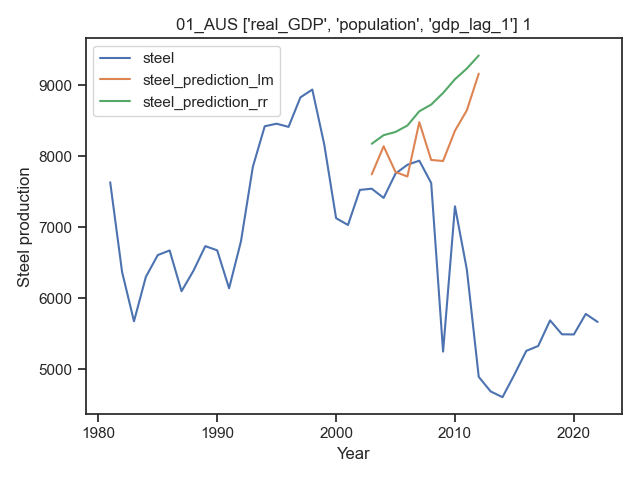 01_AUS ['real_GDP', 'population', 'gdp_lag_1'] 1
steel
steel_prediction_lm
steel_prediction_rr
Steel production
9000
8000
7000
6000
5000
1980
1990
2000
2010
2020
Year